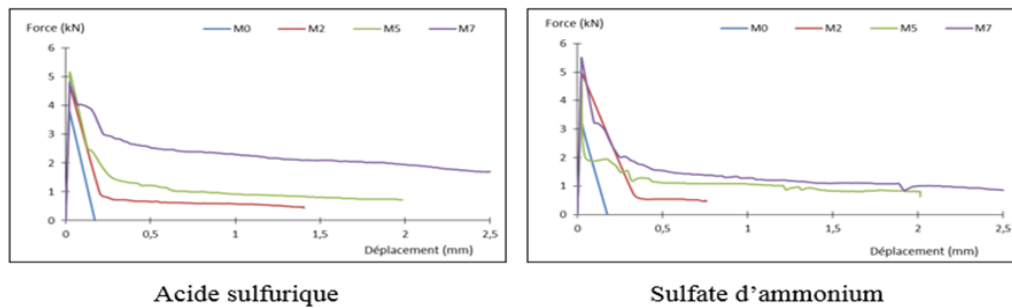 Force (kN)
M0 M2 M5 M7
6
5
4
3
2
1
0
0 0,5 1 1,5 2 2,5
Déplacement (mm)
Acide sulfurique
Force (kN)
M0 M2 M5 M7
6
5
4
3
2
1
0
0 0,5 1 1,5 2 2,5
Déplacement (mm)
Sulfate d’ammonium